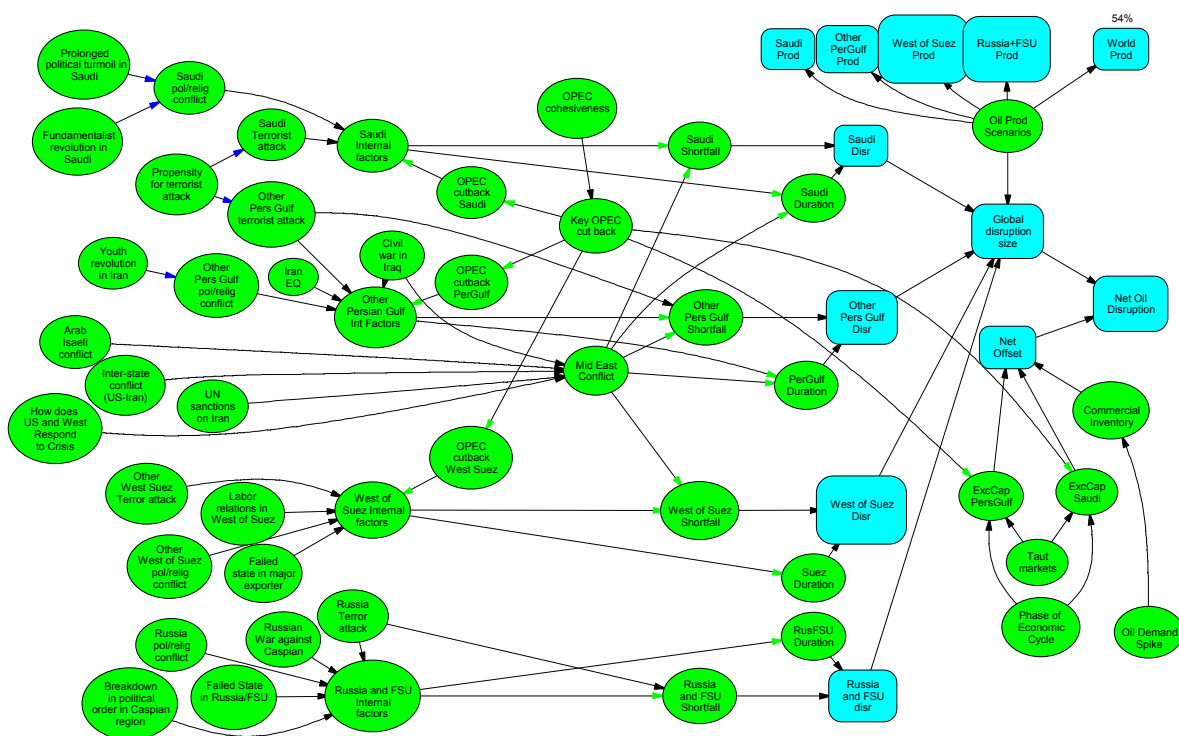 54%
Saudi
Prod
Other
PerGulf
Prod
West of Suez
Prod
Russia+FSU
Prod
World
Prod
Prolonged
political turmoil in
Saudi
Saudi
pol/relig
conflict
OPEC
cohesiveness
Oil Prod
Scenarios
Fundamentalist
revolution in
Saudi
Saudi
Terrorist
attack
Saudi
Internal
factors
Saudi
Shortfall
Saudi
Disr
Propensity
for terrorist
attack
OPEC
cutback
Saudi
Saudi
Duration
Other
Pers Gulf
terrorist attack
Key OPEC
cut back
Global
disruption
size
Youth
revolution
in Iran
Other
Pers Gulf
pol/relig
conflict
Iran
EQ
Civil
war in
Iraq
OPEC
cutback
PerGulf
Other
Persian Gulf
Int Factors
Other
Pers Gulf
Shortfall
Other
Pers Gulf
Disr
Net Oil
Disruption
Arab
Isaeli
conflict
Net
Offset
Inter-state
conflict
(US-Iran)
Mid East
Conflict
PerGulf
Duration
UN
sanctions
on Iran
Commercial
Inventory
How does
US and West
Respond
to Crisis
OPEC
cutback
West Suez
Other
West Suez
Terror attack
Labor
relations in
West of Suez
West of
Suez Internal
factors
West of Suez
Shortfall
West of Suez
Disr
ExcCap
PersGulf
ExcCap
Saudi
Other
West of Suez
pol/relig
conflict
Failed
state in major
exporter
Suez
Duration
Taut
markets
Russia
Terror
attack
Russia
pol/relig
conflict
Russian
War against
Caspian
RusFSU
Duration
Phase of
Economic
Cycle
Oil Demand
Spike
Breakdown
in political
order in Caspian
region
Failed State
in Russia/FSU
Russia and FSU
Internal
factors
Russia
and FSU
Shortfall
Russia
and FSU
disr